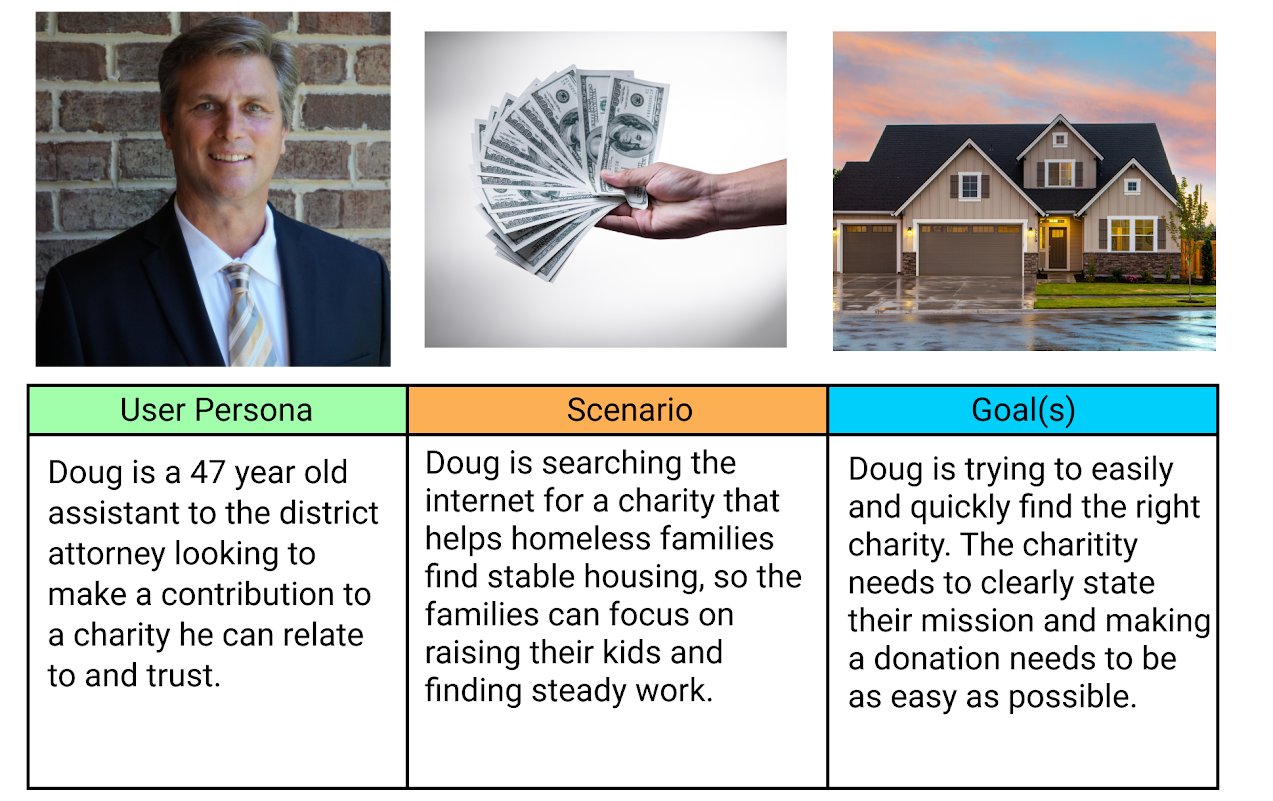 User Persona
Scenario
Goal(s)
Doug is a 47 year old
assistant to the district
attorney looking to
make a contribution to
a charity he can relate
to and trust.
Doug is searching the
internet for a charity that
helps homeless families
find stable housing, so the
families can focus on
raising their kids and
finding steady work.
Doug is trying to easily
and quickly find the right
charity. The charitity
needs to clearly state
their mission and making
a donation needs to be
as easy as possible.